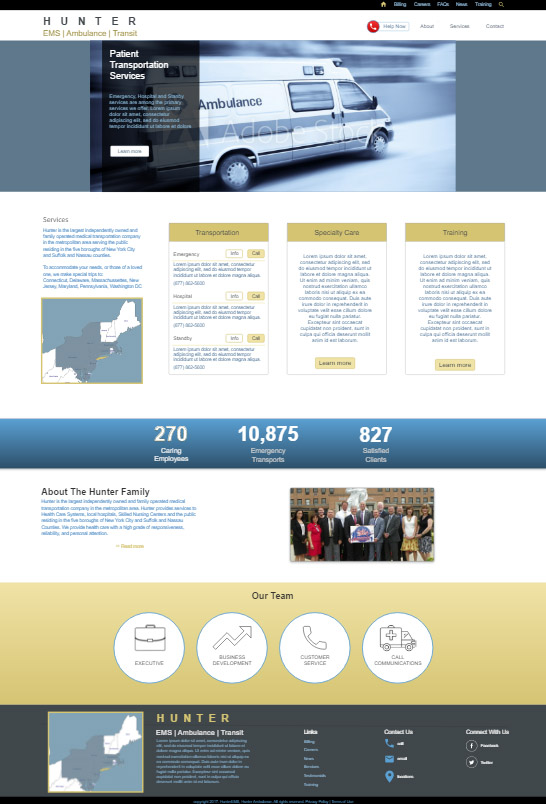 Billing Careers FAQs News Training
HUNTER
EMS | Ambulance | Transit
Help Now About Services Contact
Patient
Transportation
Services
Emergency, Hospital and Stanby
services are among the primary
services we offer. Lorem ipsum
dolor sit amet, consectetur
adipiscing elit, sed do eiusmod
tempor incididunt ut labore et dolore
Learn more
Ambulance
Services
Hunter is the largest independently owned and
family operated medical transportation company
in the metropolitan area serving the public
residing in the five boroughs of New York City
and Suffolk and Nassau counties.
To accommodate your needs, or those of a loved
one, we make special trips to:
Connecticut, Delaware, Massachusettes, New
Jersey, Maryland, Pennsylvania, Washington DC
Transportation
Emergency Info Call
Lorem ipsum dolor sit amet, consectetur
adipiscing elit, sed do eiusmod tempor
incididunt ut labore et dolore magna aliqua.
(877) 662-5600
Hospital Info Call
Lorem ipsum dolor sit amet, consectetur
adipiscing elit, sed do eiusmod tempor
incididunt ut labore et dolore magna aliqua.
(877) 662-5600
Standby Info Call
Lorem ipsum dolor sit amet, consectetur
adipiscing elit, sed do eiusmod tempor
incididunt ut labore et dolore magna aliqua.
(877) 662-5600
Specialty Care
Lorem ipsum dolor sit amet,
consectetur adipiscing elit, sed
do eiusmod tempor incididunt ut
labore et dolore magna aliqua.
Ut enim ad minim veniam, quis
nostrud exercitation ullamco
laboris nisi ut aliquip ex ea
commodo consequat. Duis aute
irure dolor in reprehenderit in
voluptate velit esse cillum dolore
eu fugiat nulla pariatur.
Excepteur sint occaecat
cupidatat non proident, sunt in
culpa qui officia deserunt mollit
anim id est laborum.
Learn more
Training
Lorem ipsum dolor sit amet,
consectetur adipiscing elit, sed
do eiusmod tempor incididunt ut
labore et dolore magna aliqua.
Ut enim ad minim veniam, quis
nostrud exercitation ullamco
laboris nisi ut aliquip ex ea
commodo consequat. Duis aute
irure dolor in reprehenderit in
voluptate velit esse cillum dolore
eu fugiat nulla pariatur.
Excepteur sint occaecat
cupidatat non proident, sunt in
culpa qui officia deserunt mollit
anim id est laborum.
Learn more
270
Caring
Employees
10,875
Emergency
Transports
827
Satisfied
Clients
About The Hunter Family
Hunter is the largest independently owned and family operated medical
transportation company in the metropolitan area. Hunter provides services to
Health Care Systems, local hospitals, Skilled Nursing Centers and the public
residing in the five boroughs of New York City and Suffolk and Nassau
Counties. We provide health care with a high grade of responsiveness,
reliability, and personal attention.
Read more
Our Team
EXECUTIVE
BUSINESS
DEVELOPMENT
CUSTOMER
SERVICE
CALL
COMMUNICATIONS
HUNTER
EMS | Ambulance | Transit
Lorem ipsum dolor sit amet, consectetur adipiscing
elit, sed do eiusmod tempor incididunt ut labore et
dolore magna aliqua. Ut enim ad minim veniam, quis
Links
Billing
Careers
News
Services
Testimonials
Training
Contact Us
call
email
locations
Connect With Us
Facebook
Twitter